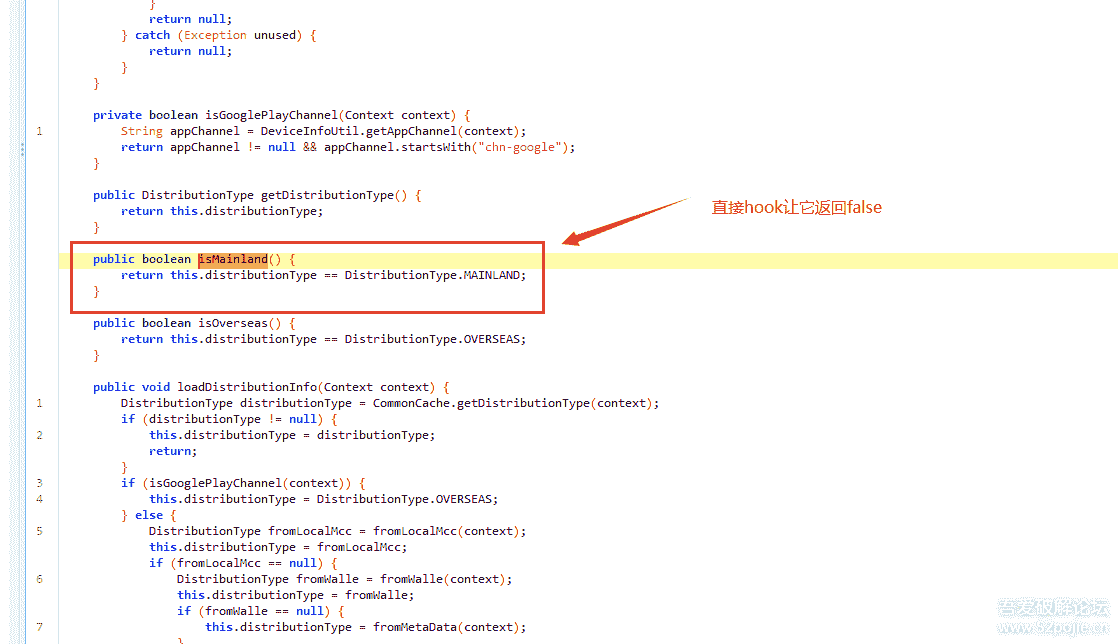 }
return null;
} catch (Exception unused) {
return null;
}
}
private boolean isGooglePlayChannel(Context context) {
1 String appChannel = DeviceInfoUtil.getAppChannel(context);
return appChannel != null && appChannel.startsWith("chn-google");
}
public DistributionType getDistributionType() {
return this.distributionType;
}
直接hook让它返回false
public boolean isMainland() {
return this.distributionType == DistributionType.MAINLAND;
}
public boolean isOverseas() {
return this.distributionType == DistributionType.OVERSEAS;
}
public void loadDistributionInfo(Context context) {
1 DistributionType distributionType = CommonCache.getDistributionType(context);
if (distributionType != null) {
2 this.distributionType = distributionType;
return;
}
3 if (isGooglePlayChannel(context)) {
4 this.distributionType = DistributionType.OVERSEAS;
} else {
5 DistributionType fromLocalMcc = fromLocalMcc(context);
this.distributionType = fromLocalMcc;
if (fromLocalMcc == null) {
6 DistributionType fromWalle = fromWalle(context);
this.distributionType = fromWalle;
if (fromWalle == null) {
7 this.distributionType = fromMetaData(context);
}
吾爱破解论坛
www.52pojie.cn